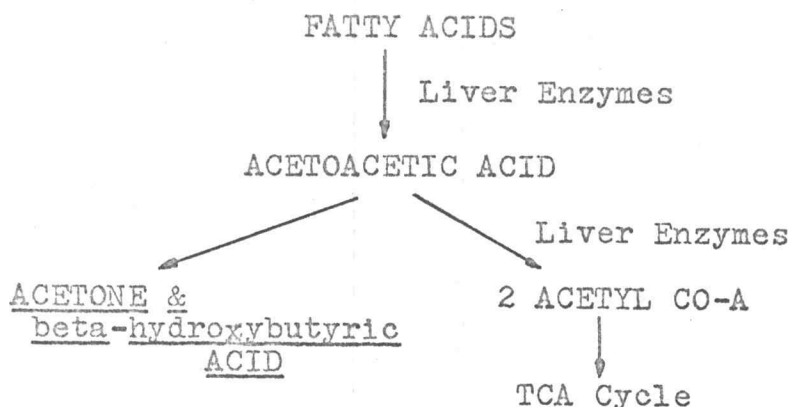 FATTY ACIDS
Liver Enzymes
ACETOACETIC ACID
Liver Enzymes
ACETONE &
beta-hydroxybutyric
ACID
2 ACETYL CO-A
TCA Cycle